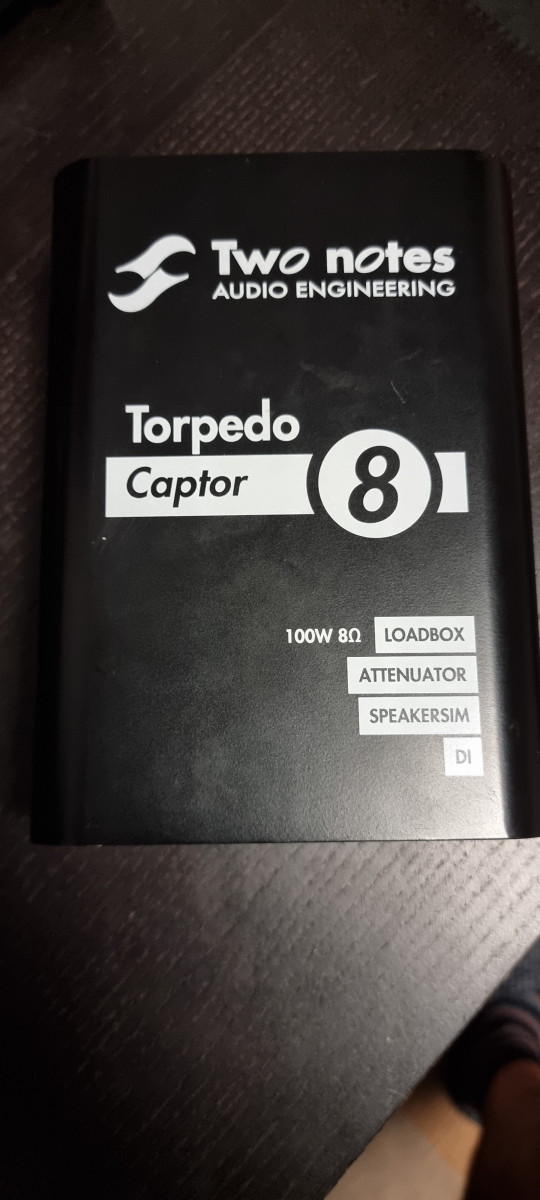 Two notes
AUDIO ENGINEERING
Torpedo
Captor 8
100W 8Ω LOADBOX
ATTENUATOR
SPEAKERSIM
DI